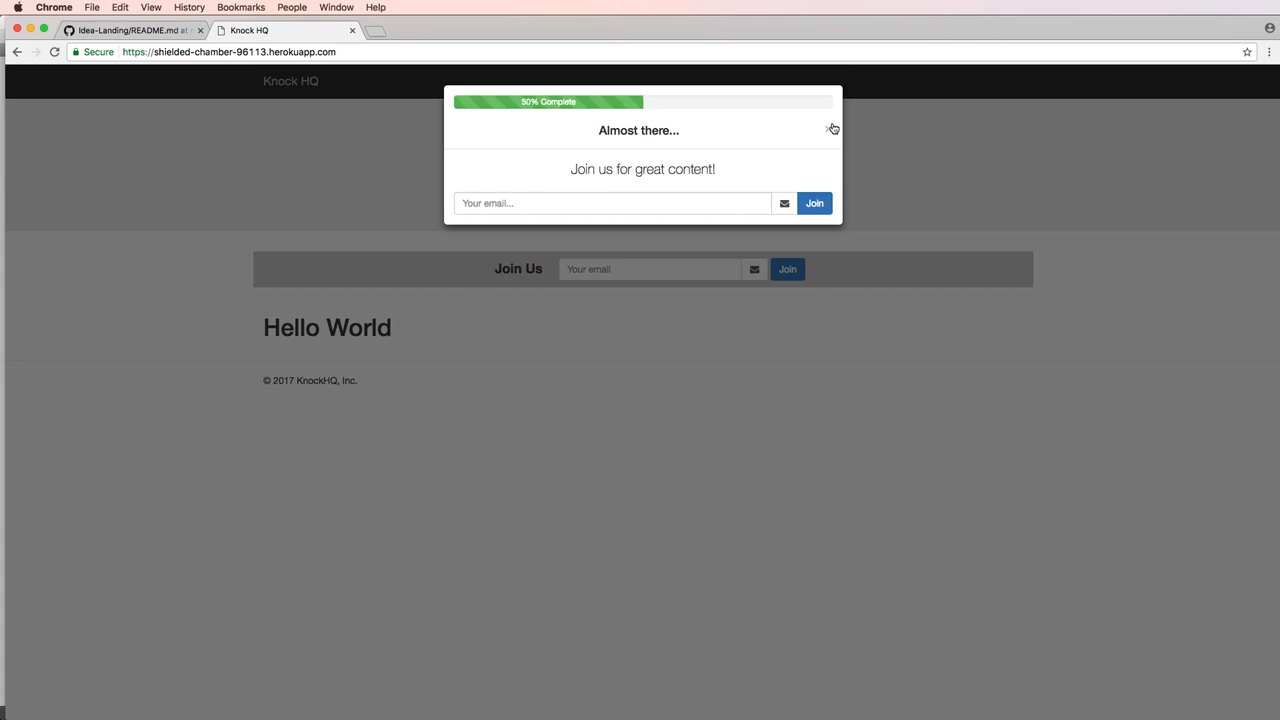 Chrome File Edit View History Bookmarks People Window Help
Idea-Landing/README.md at
Knock HQ
Secure https://shielded-chamber-96113.herokuapp.com
Knock HQ
50% Complete
Almost there...
Join us for great content!
Your email... Join
Join Us Your email Join
Hello World
© 2017 KnockHQ, Inc.